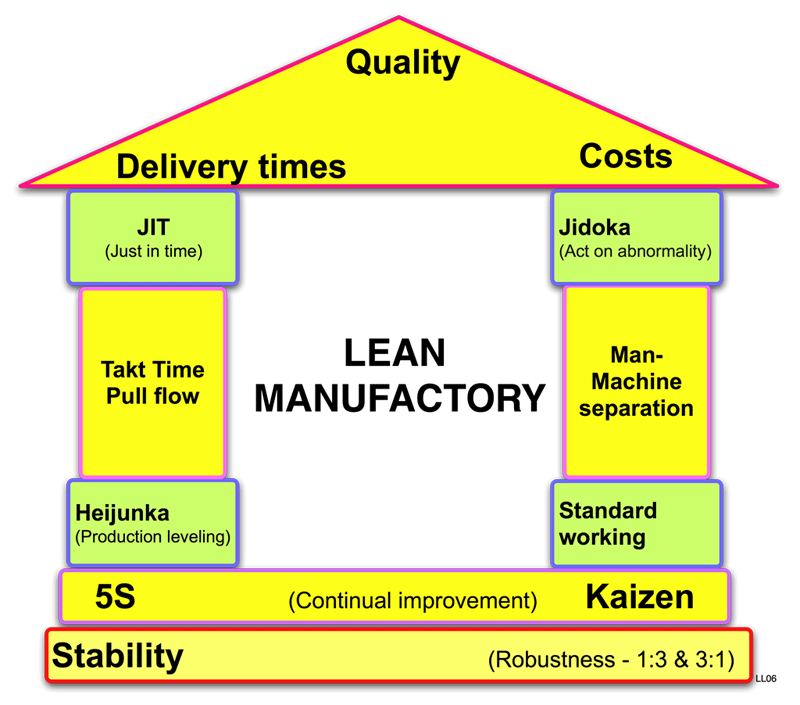 Quality
Delivery times
Costs
JIT
(Just in time)
Jidoka
(Act on abnormality)
Takt Time
Pull flow
LEAN
MANUFACTORY
Man-
Machine
separation
Heijunka
(Production leveling)
Standard
working
5S (Continual improvement) Kaizen
Stability (Robustness - 1:3 & 3:1)
LL06